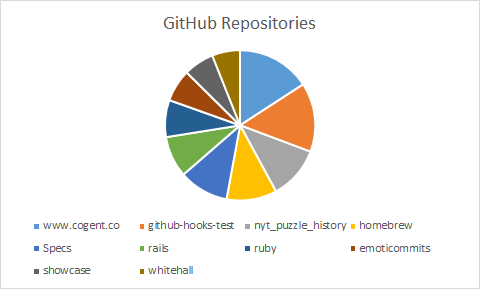 GitHub Repositories
www.cogent.co github-hooks-test nyt_puzzle_history homebrew
Specs rails ruby emoticommits
showcase whitehall